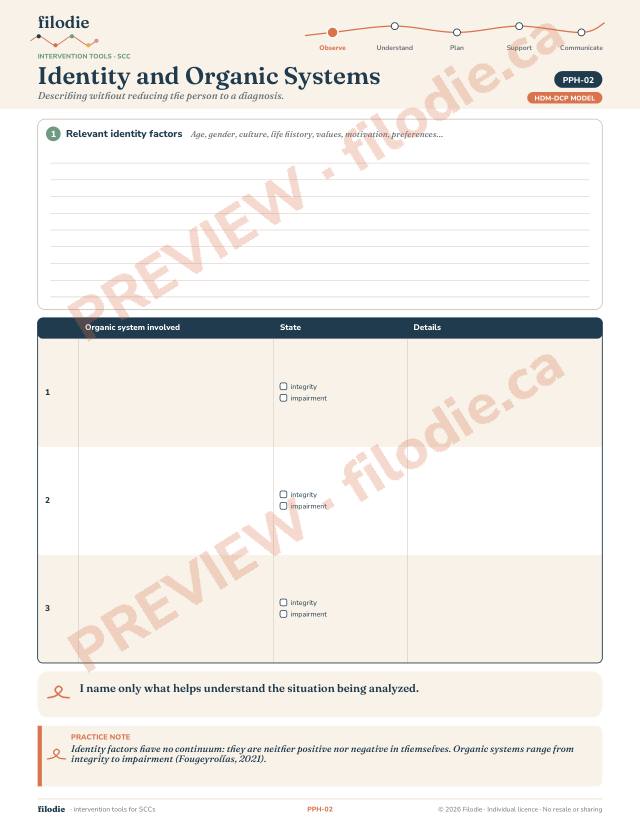 filodie
INTERVENTION TOOLS - SCC
Observe
Understand
Plan
Support
Communicate
Identity and Organic Systems
Describing without reducing the person to a diagnosis.
PPH-02
HDM-DCP MODEL
1 Relevant identity factors Age, gender, culture, life history, values, motivation, preferences...
PREVIEW · filodie.ca
Organic system involved State Details
1
integrity
impairment
2
integrity
impairment
3
integrity
impairment
PREVIEW · filodie.ca
I name only what helps understand the situation being analyzed.
PRACTICE NOTE
Identity factors have no continuum: they are neither positive nor negative in themselves. Organic systems range from
integrity to impairment (Fougeyrollas, 2021).
filodie · intervention tools for SCCs PPH-02 © 2026 Filodie · Individual licence · No resale or sharing